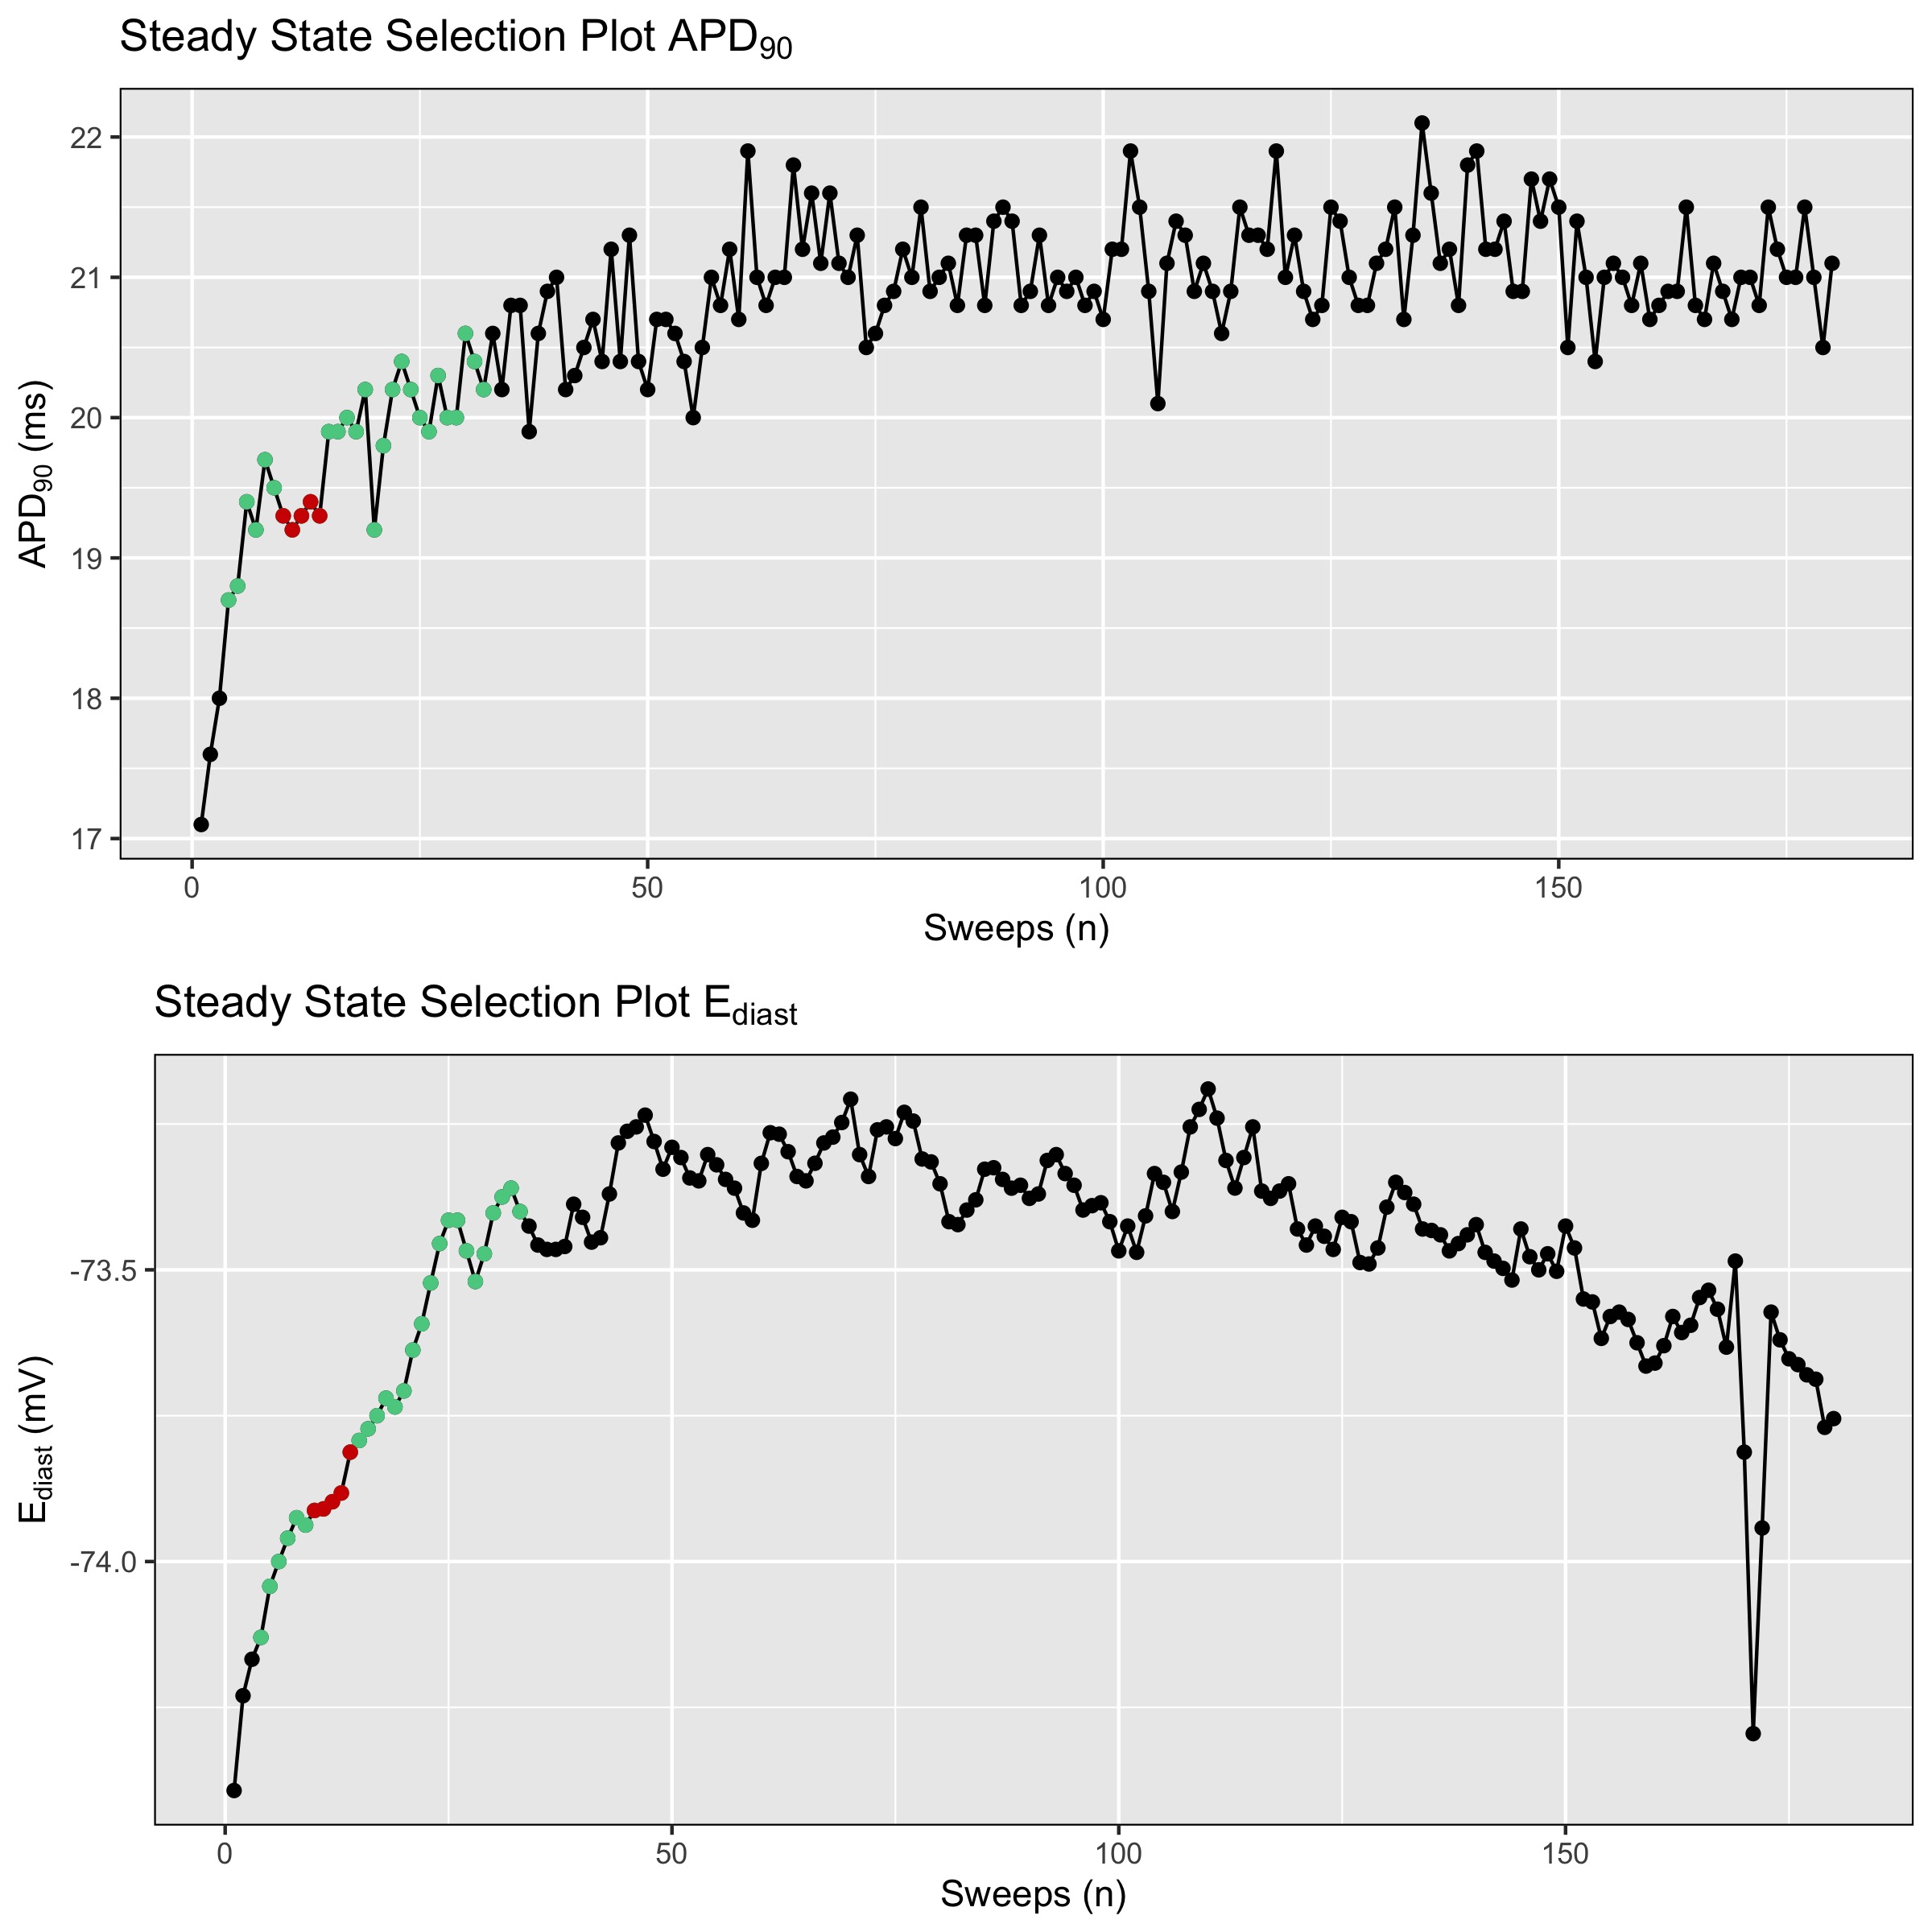 Steady State Selection Plot APD90
22
21
20
19
18
17
APD90 (ms)
0 50 100 150
Sweeps (n)
Steady State Selection Plot Ediast
-73.5
-74.0
Ediast (mV)
0 50 100 150
Sweeps (n)